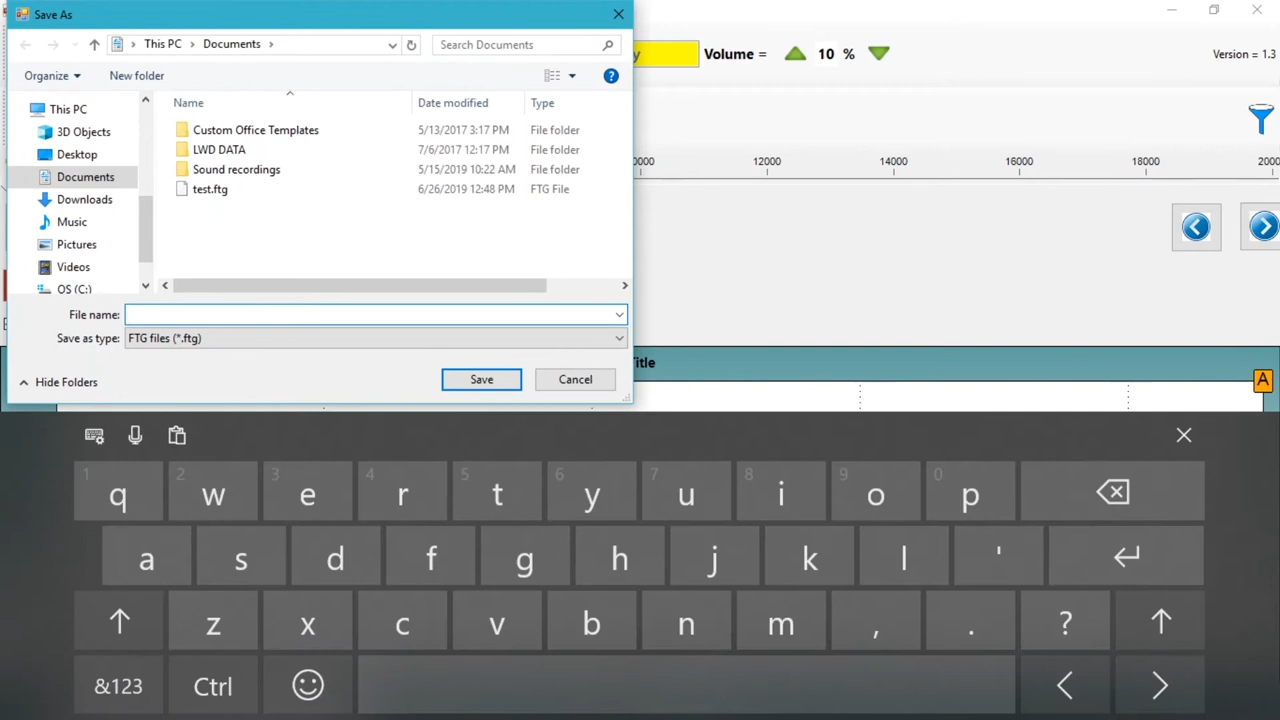 Save As
This PC > Documents >
Search Documents
Organize
New folder
Volume = 10 %
Version = 1.3
This PC
3D Objects
Desktop
Documents
Downloads
Music
Pictures
Videos
OS (C:)
Name Date modified Type
Custom Office Templates 5/13/2017 3:17 PM File folder
LWD DATA 7/6/2017 12:17 PM File folder
Sound recordings 5/15/2019 10:22 AM File folder
test.ftg 6/26/2019 12:48 PM FTG File
12000 14000 16000 18000
File name:
Save as type: FTG files (*.ftg)
Hide Folders
Save
Cancel
A
1 q 2 w 3 e 4 r 5 t 6 y 7 u 8 i 9 o 0 p
a s d f g h j k l '
z x c v b n m , . ?
&123 Ctrl